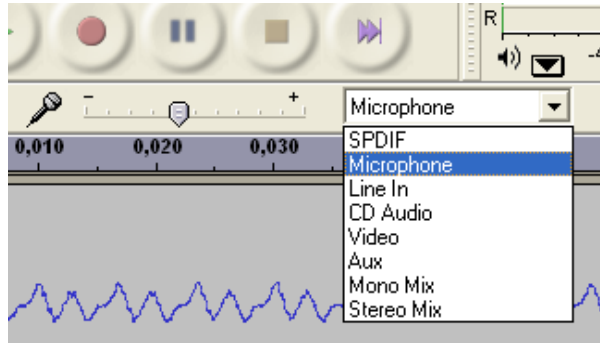 R
-4
- +
Microphone
0,010 0,020 0,030
SPDIF
Microphone
Line In
CD Audio
Video
Aux
Mono Mix
Stereo Mix